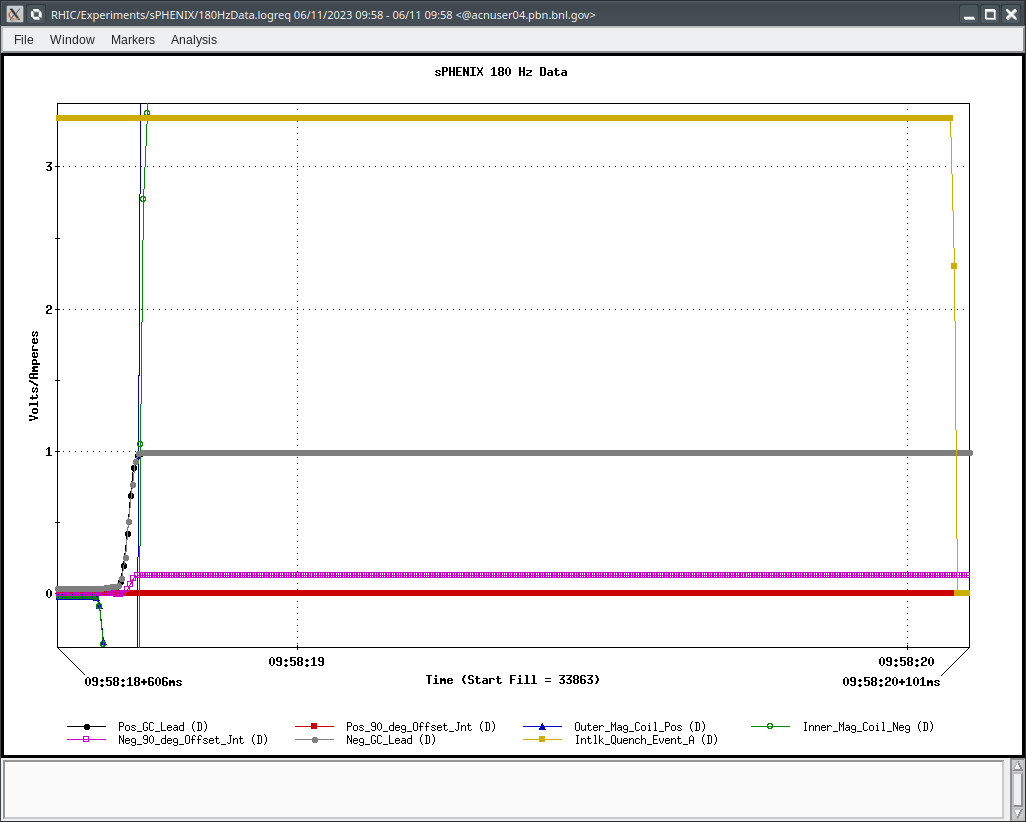 RHIC/Experiments/sPHENIX/180HzData.logreq 06/11/2023 09:58 - 06/11 09:58 <@acnuser04.pbn.bnl.gov>
File Window Markers Analysis
sPHENIX 180 Hz Data
3
2
1
0
Volts/Amperes
09:58:19 09:58:20
09:58:18+606ms Time (Start Fill = 33863) 09:58:20+101ms
Pos_GC_Lead (D) Pos_90_deg_Offset_Jnt (D) Outer_Mag_Coil_Pos (D) Inner_Mag_Coil_Neg (D)
Neg_90_deg_Offset_Jnt (D) Neg_GC_Lead (D) Intlk_Quench_Event_A (D)